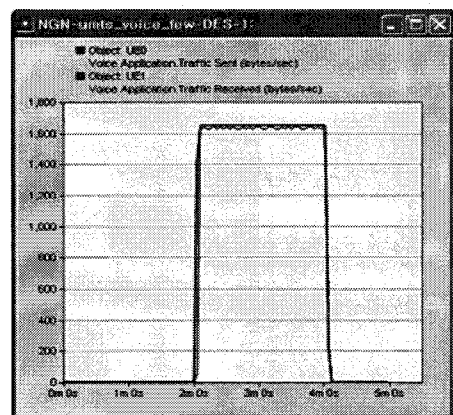 NGN-umts_voice_few-DES-1:
Object: UE0
Voice Application.Traffic Sent (bytes/sec)
Object: UE1
Voice Application.Traffic Received (bytes/sec)
1,800
1,600
1,400
1,200
1,000
800
600
400
200
0
0m 0s 1m 0s 2m 0s 3m 0s 4m 0s 5m 0s